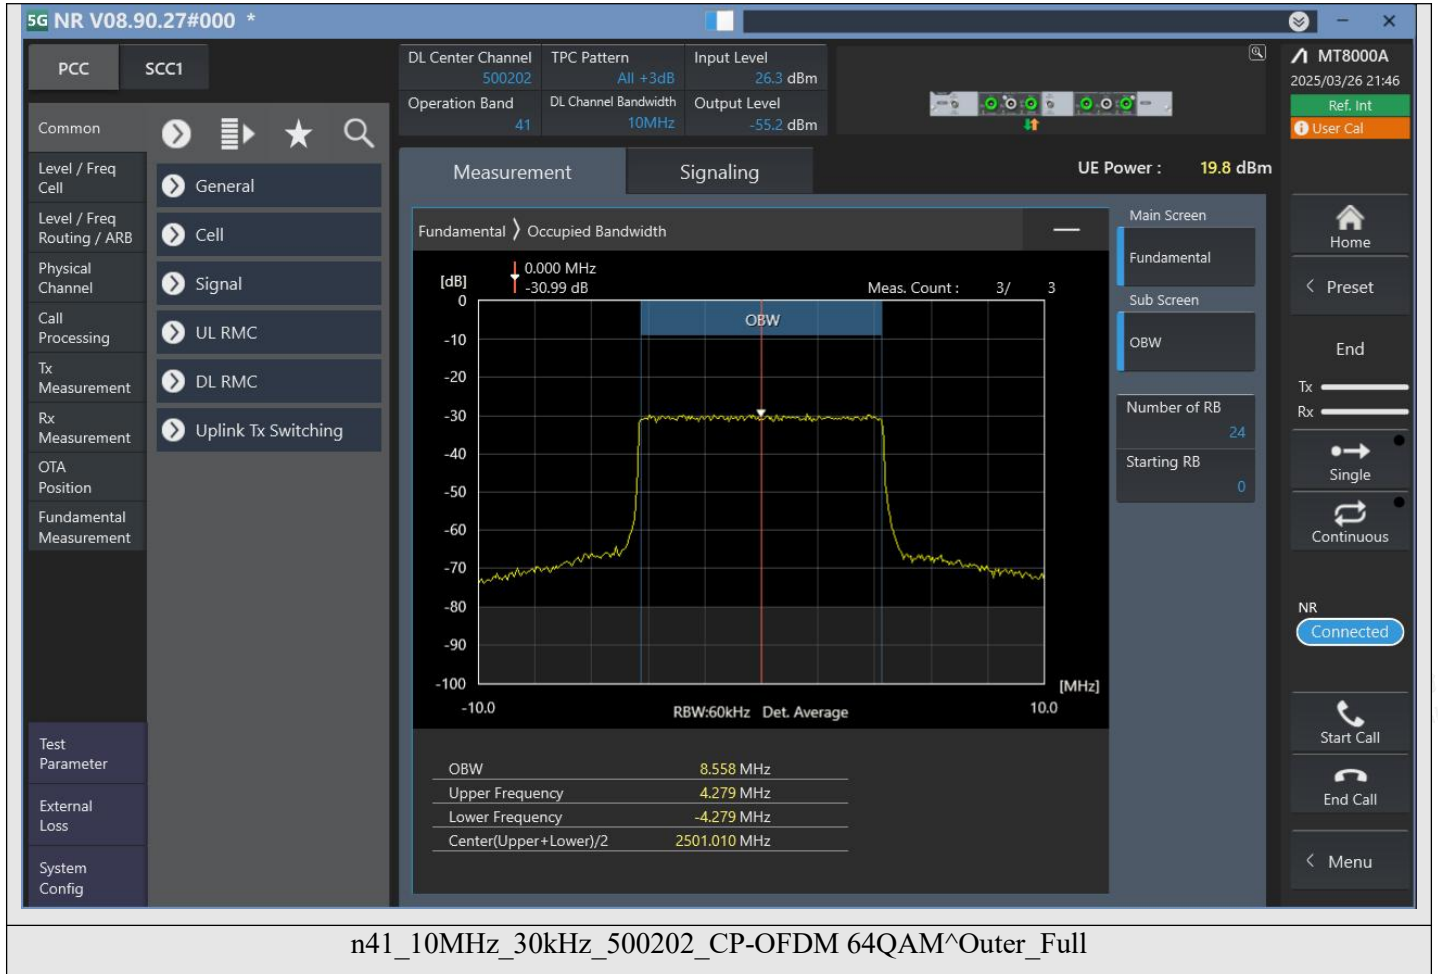 5G NR V08.90.27#000 *
PCC SCC1
Common
Level / Freq
Cell
Level / Freq
Routing / ARB
Physical
Channel
Call
Processing
Tx
Measurement
Rx
Measurement
OTA
Position
Fundamental
Measurement
Test
Parameter
External
Loss
System
Config
General
Cell
Signal
UL RMC
DL RMC
Uplink Tx Switching
DL Center Channel TPC Pattern Input Level
500202 All +3dB 26.3 dBm
Operation Band DL Channel Bandwidth Output Level
41 10MHz -55.2 dBm
Measurement Signaling UE Power : 19.8 dBm
Fundamental Occupied Bandwidth
0.000 MHz
[dB] -30.99 dB Meas. Count : 3/ 3
OBW
0
-10
-20
-30
-40
-50
-60
-70
-80
-90
-100
[MHz]
-10.0 RBW:60kHz Det. Average 10.0
OBW 8.558 MHz
Upper Frequency 4.279 MHz
Lower Frequency -4.279 MHz
Center(Upper+Lower)/2 2501.010 MHz
Main Screen
Fundamental
Sub Screen
OBW
Number of RB
24
Starting RB
0
MT8000A
2025/03/26 21:46
Ref. Int
User Cal
Home
< Preset
End
Tx
Rx
Single
Continuous
NR
Connected
Start Call
End Call
< Menu
n41_10MHz_30kHz_500202_CP-OFDM 64QAM^Outer_Full